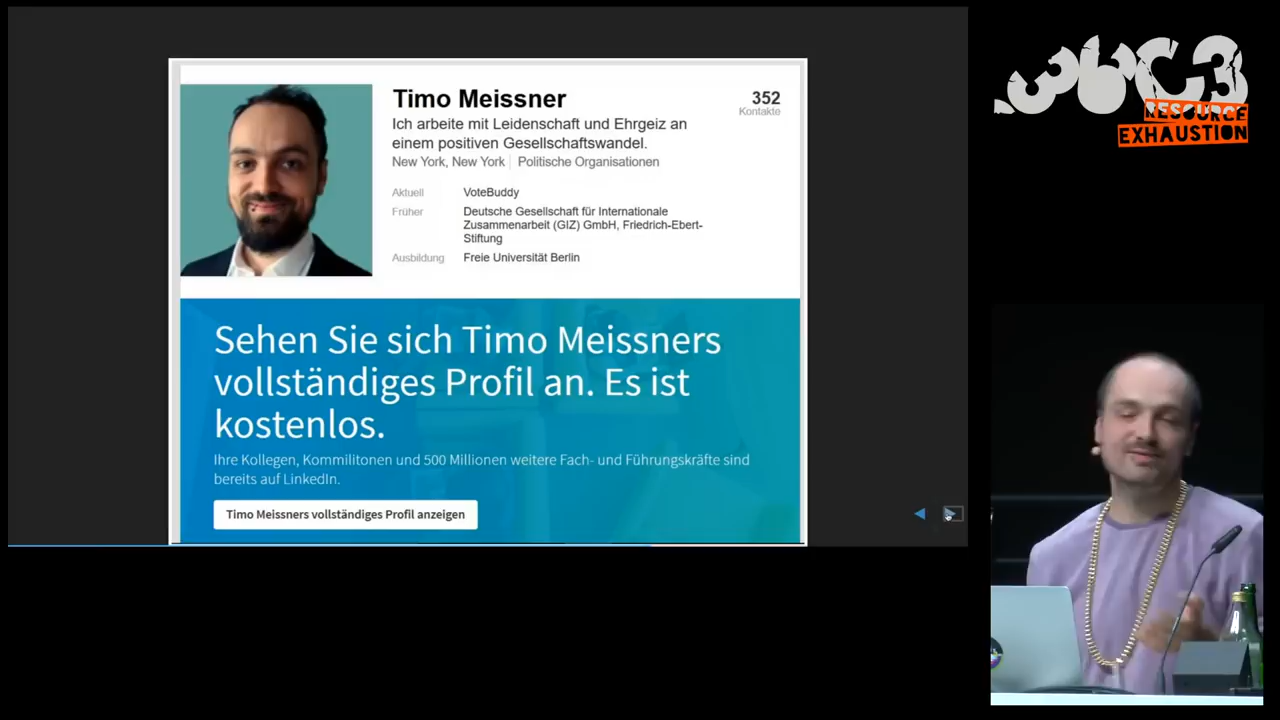 Timo Meissner
352
Kontakte
Ich arbeite mit Leidenschaft und Ehrgeiz an
einem positiven Gesellschaftswandel.
New York, New York | Politische Organisationen
Aktuell VoteBuddy
Früher Deutsche Gesellschaft für Internationale
Zusammenarbeit (GIZ) GmbH, Friedrich-Ebert-
Stiftung
Ausbildung Freie Universität Berlin
Sehen Sie sich Timo Meissners
vollständiges Profil an. Es ist
kostenlos.
Ihre Kollegen, Kommilitonen und 500 Millionen weitere Fach- und Führungskräfte sind
bereits auf LinkedIn.
Timo Meissners vollständiges Profil anzeigen
36C3
RESOURCE
EXHAUSTION